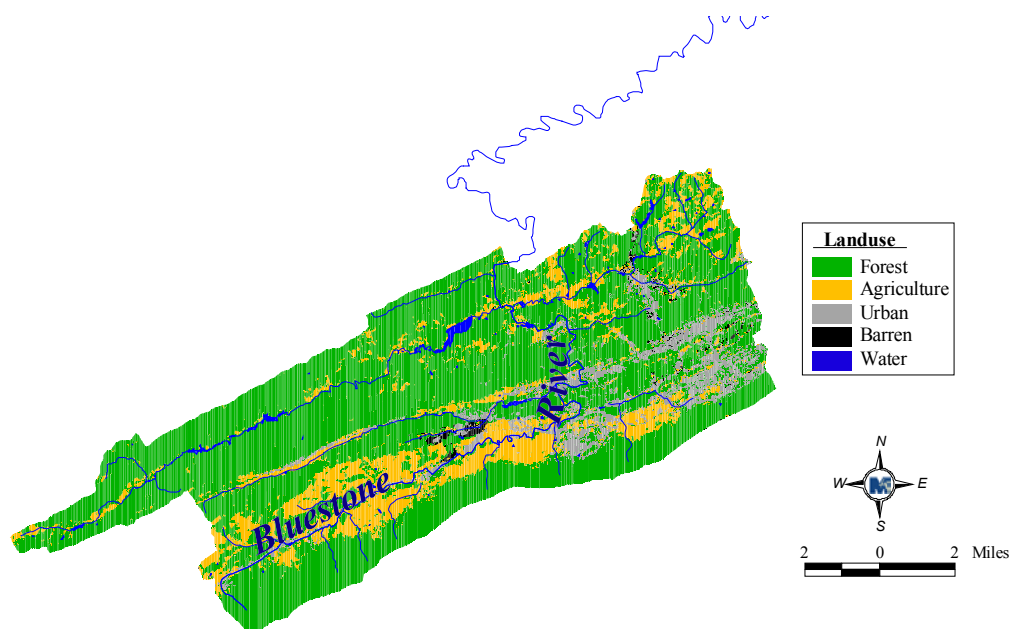 River
Bluestone
Landuse
Forest
Agriculture
Urban
Barren
Water
N
W E
S
2 0 2 Miles